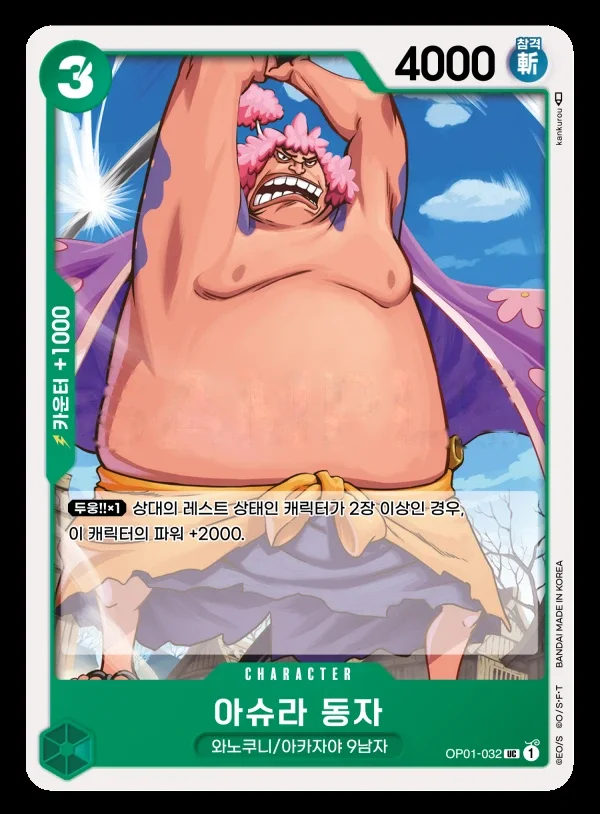 3
4000
참격
斬
kankurou
카운터 +1000
두웅!!×1 상대의 레스트 상태인 캐릭터가 2장 이상인 경우,
이 캐릭터의 파워 +2000.
CHARACTER
아슈라 동자
와노쿠니/아카자야 9남자
OP01-032 UC 1
©EO/S ©O/S·F·T BANDAI MADE IN KOREA